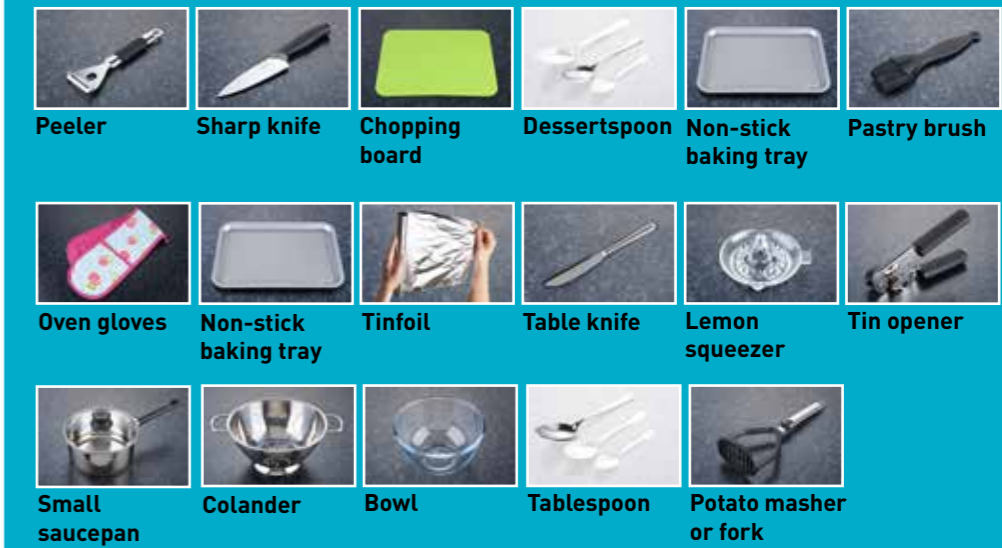 Peeler
Sharp knife
Chopping
board
Dessertspoon
Non-stick
baking tray
Pastry brush
Oven gloves
Non-stick
baking tray
Tinfoil
Table knife
Lemon
squeezer
Tin opener
Small
saucepan
Colander
Bowl
Tablespoon
Potato masher
or fork